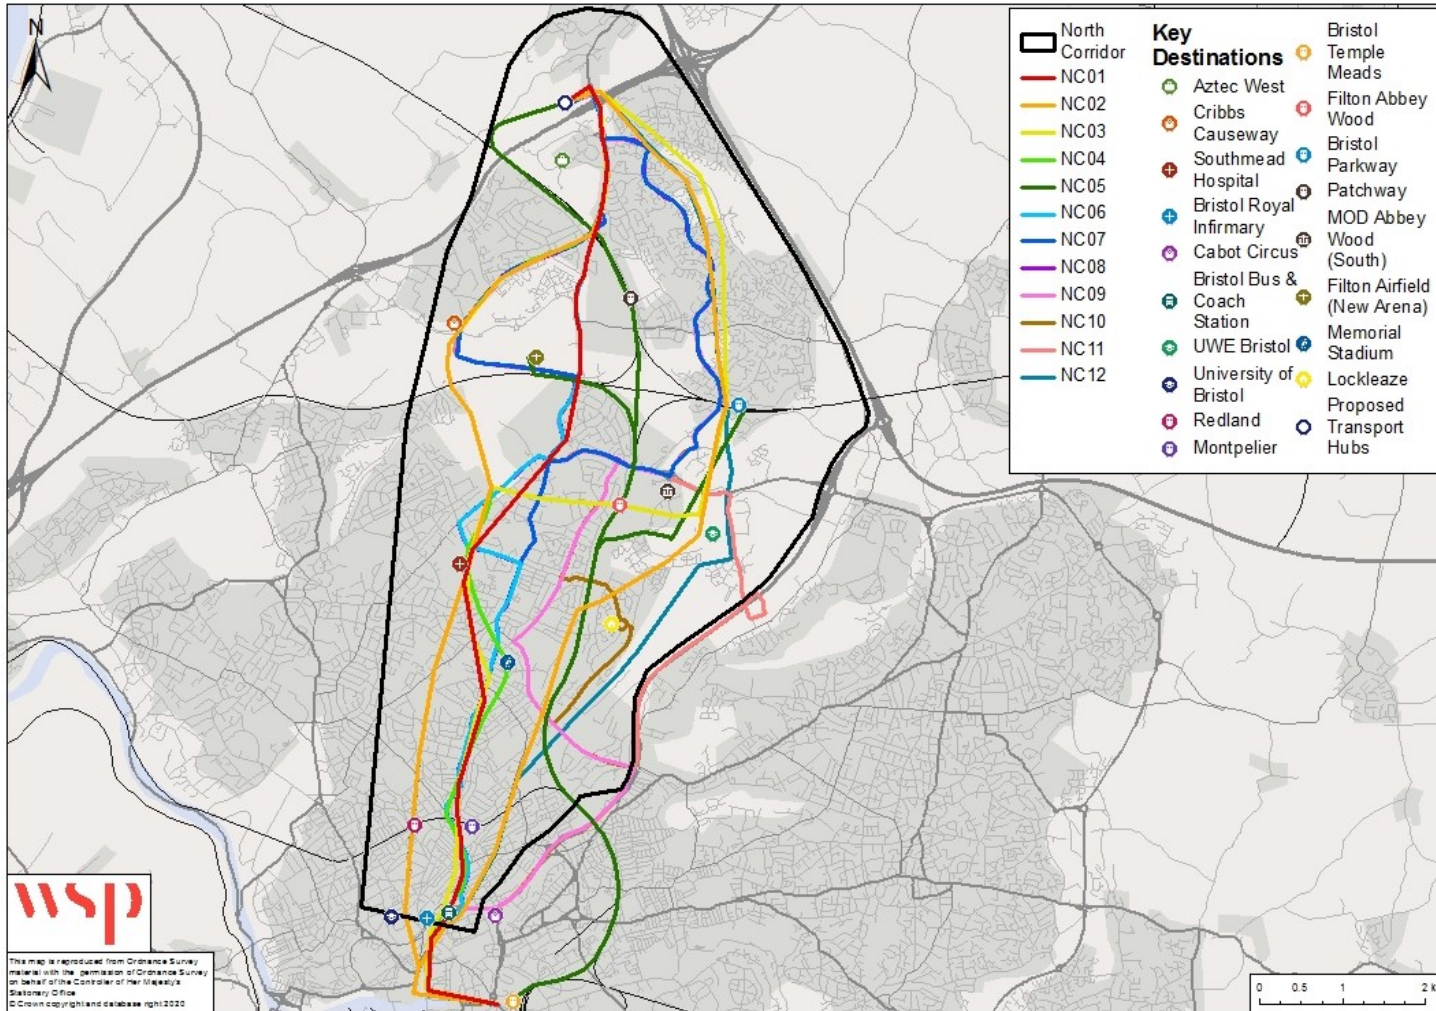 N
North
Corridor
NC01
NC02
NC03
NC04
NC05
NC06
NC07
NC08
NC09
NC10
NC11
NC12
Key
Destinations
Aztec West
Cribbs
Causeway
Southmead
Hospital
Bristol Royal
Infirmary
Cabot Circus
Bristol Bus &
Coach
Station
UWE Bristol
University of
Bristol
Redland
Montpelier
Bristol
Temple
Meads
Filton Abbey
Wood
Bristol
Parkway
Patchway
MOD Abbey
Wood
(South)
Filton Airfield
(New Arena)
Memorial
Stadium
Lockleaze
Proposed
Transport
Hubs
wsp
This map is reproduced from Ordnance Survey
material with the permission of Ordnance Survey
on behalf of the Controller of Her Majesty's
Stationary Office
© Crown copyright and database right 2020
0 0.5 1 2 k